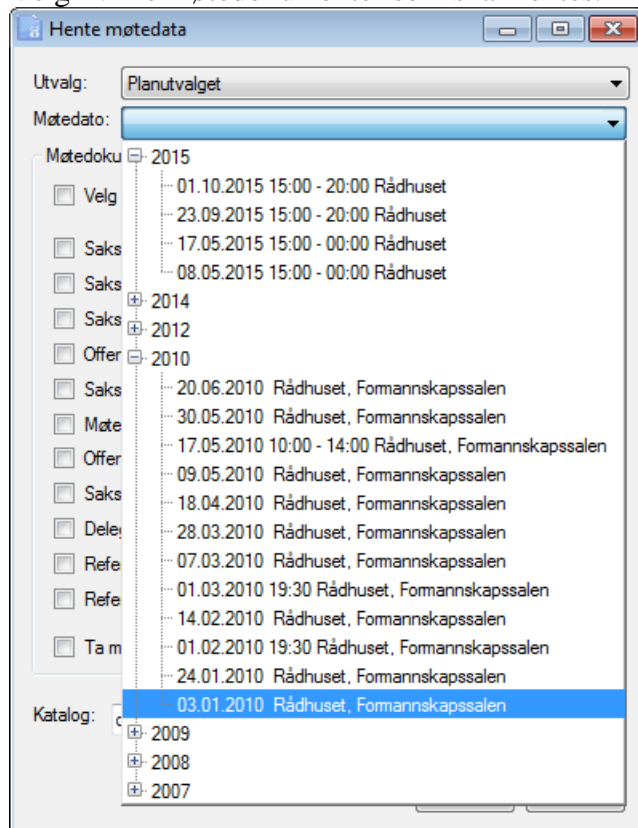 Hente møtedata
Utvalg: Planutvalget
Møtedato:
Møtedoku
2015
Velg
01.10.2015 15:00 - 20:00 Rådhuset
23.09.2015 15:00 - 20:00 Rådhuset
Saks
17.05.2015 15:00 - 00:00 Rådhuset
Saks
08.05.2015 15:00 - 00:00 Rådhuset
2014
Saks
2012
Offer
2010
Saks
20.06.2010 Rådhuset, Formannskapssalen
30.05.2010 Rådhuset, Formannskapssalen
Møte
17.05.2010 10:00 - 14:00 Rådhuset, Formannskapssalen
Offer
09.05.2010 Rådhuset, Formannskapssalen
Saks
18.04.2010 Rådhuset, Formannskapssalen
Dele
28.03.2010 Rådhuset, Formannskapssalen
Refe
07.03.2010 Rådhuset, Formannskapssalen
Refe
01.03.2010 19:30 Rådhuset, Formannskapssalen
14.02.2010 Rådhuset, Formannskapssalen
Ta m
01.02.2010 19:30 Rådhuset, Formannskapssalen
24.01.2010 Rådhuset, Formannskapssalen
03.01.2010 Rådhuset, Formannskapssalen
Katalog:
2009
2008
2007